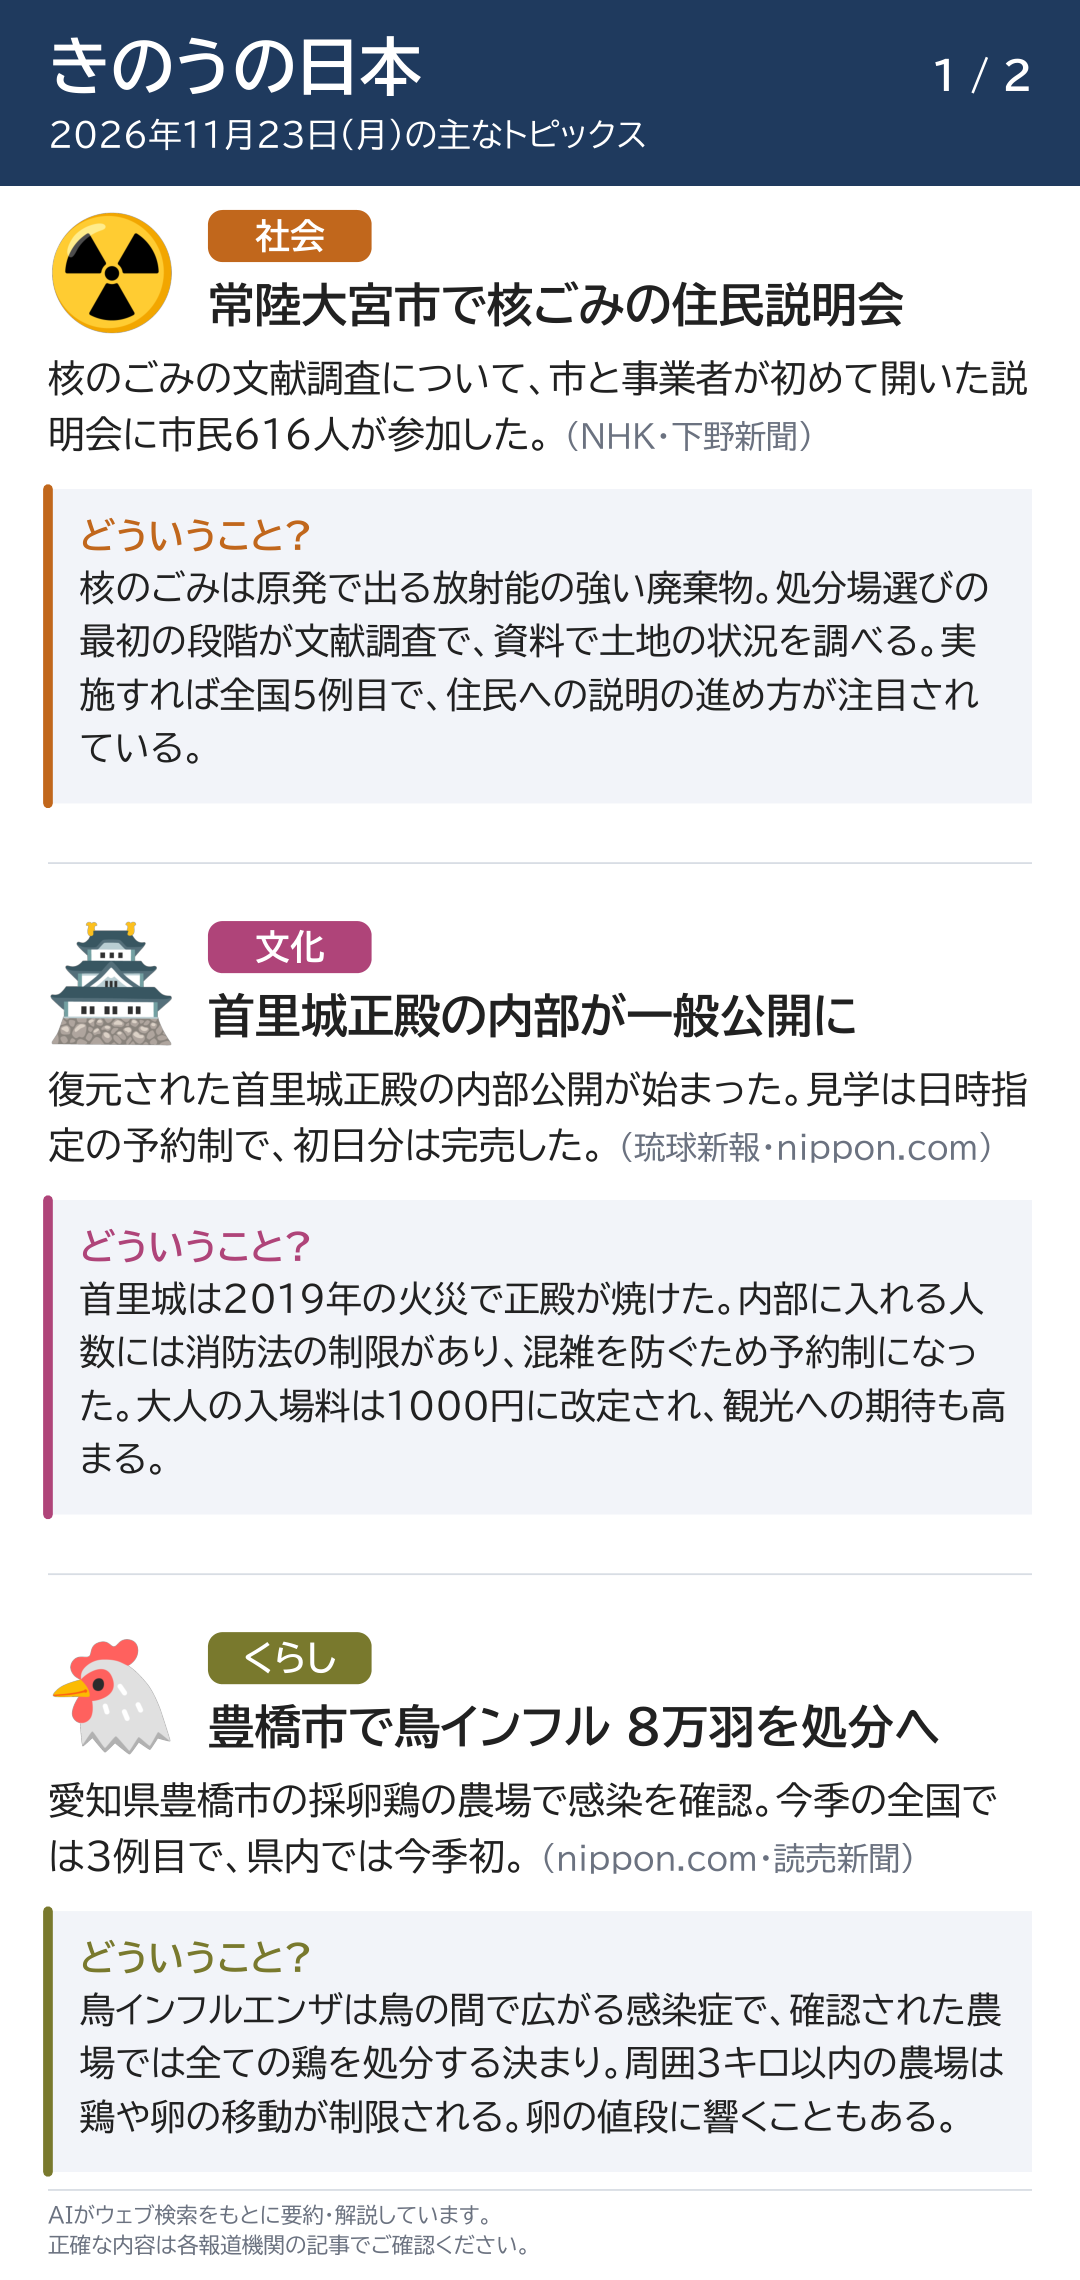 きのうの日本
1 / 2
2026年11月23日(月)の主なトピックス
社会
常陸大宮市で核ごみの住民説明会
核のごみの文献調査について、市と事業者が初めて開いた説
明会に市民616人が参加した。（NHK・下野新聞）
どういうこと？
核のごみは原発で出る放射能の強い廃棄物。処分場選びの
最初の段階が文献調査で、資料で土地の状況を調べる。実
施すれば全国5例目で、住民への説明の進め方が注目され
ている。
文化
首里城正殿の内部が一般公開に
復元された首里城正殿の内部公開が始まった。見学は日時指
定の予約制で、初日分は完売した。（琉球新報・nippon.com）
どういうこと？
首里城は2019年の火災で正殿が焼けた。内部に入れる人
数には消防法の制限があり、混雑を防ぐため予約制になっ
た。大人の入場料は1000円に改定され、観光への期待も高
まる。
くらし
豊橋市で鳥インフル 8万羽を処分へ
愛知県豊橋市の採卵鶏の農場で感染を確認。今季の全国で
は3例目で、県内では今季初。（nippon.com・読売新聞）
どういうこと？
鳥インフルエンザは鳥の間で広がる感染症で、確認された農
場では全ての鶏を処分する決まり。周囲3キロ以内の農場は
鶏や卵の移動が制限される。卵の値段に響くこともある。
AIがウェブ検索をもとに要約・解説しています。
正確な内容は各報道機関の記事でご確認ください。